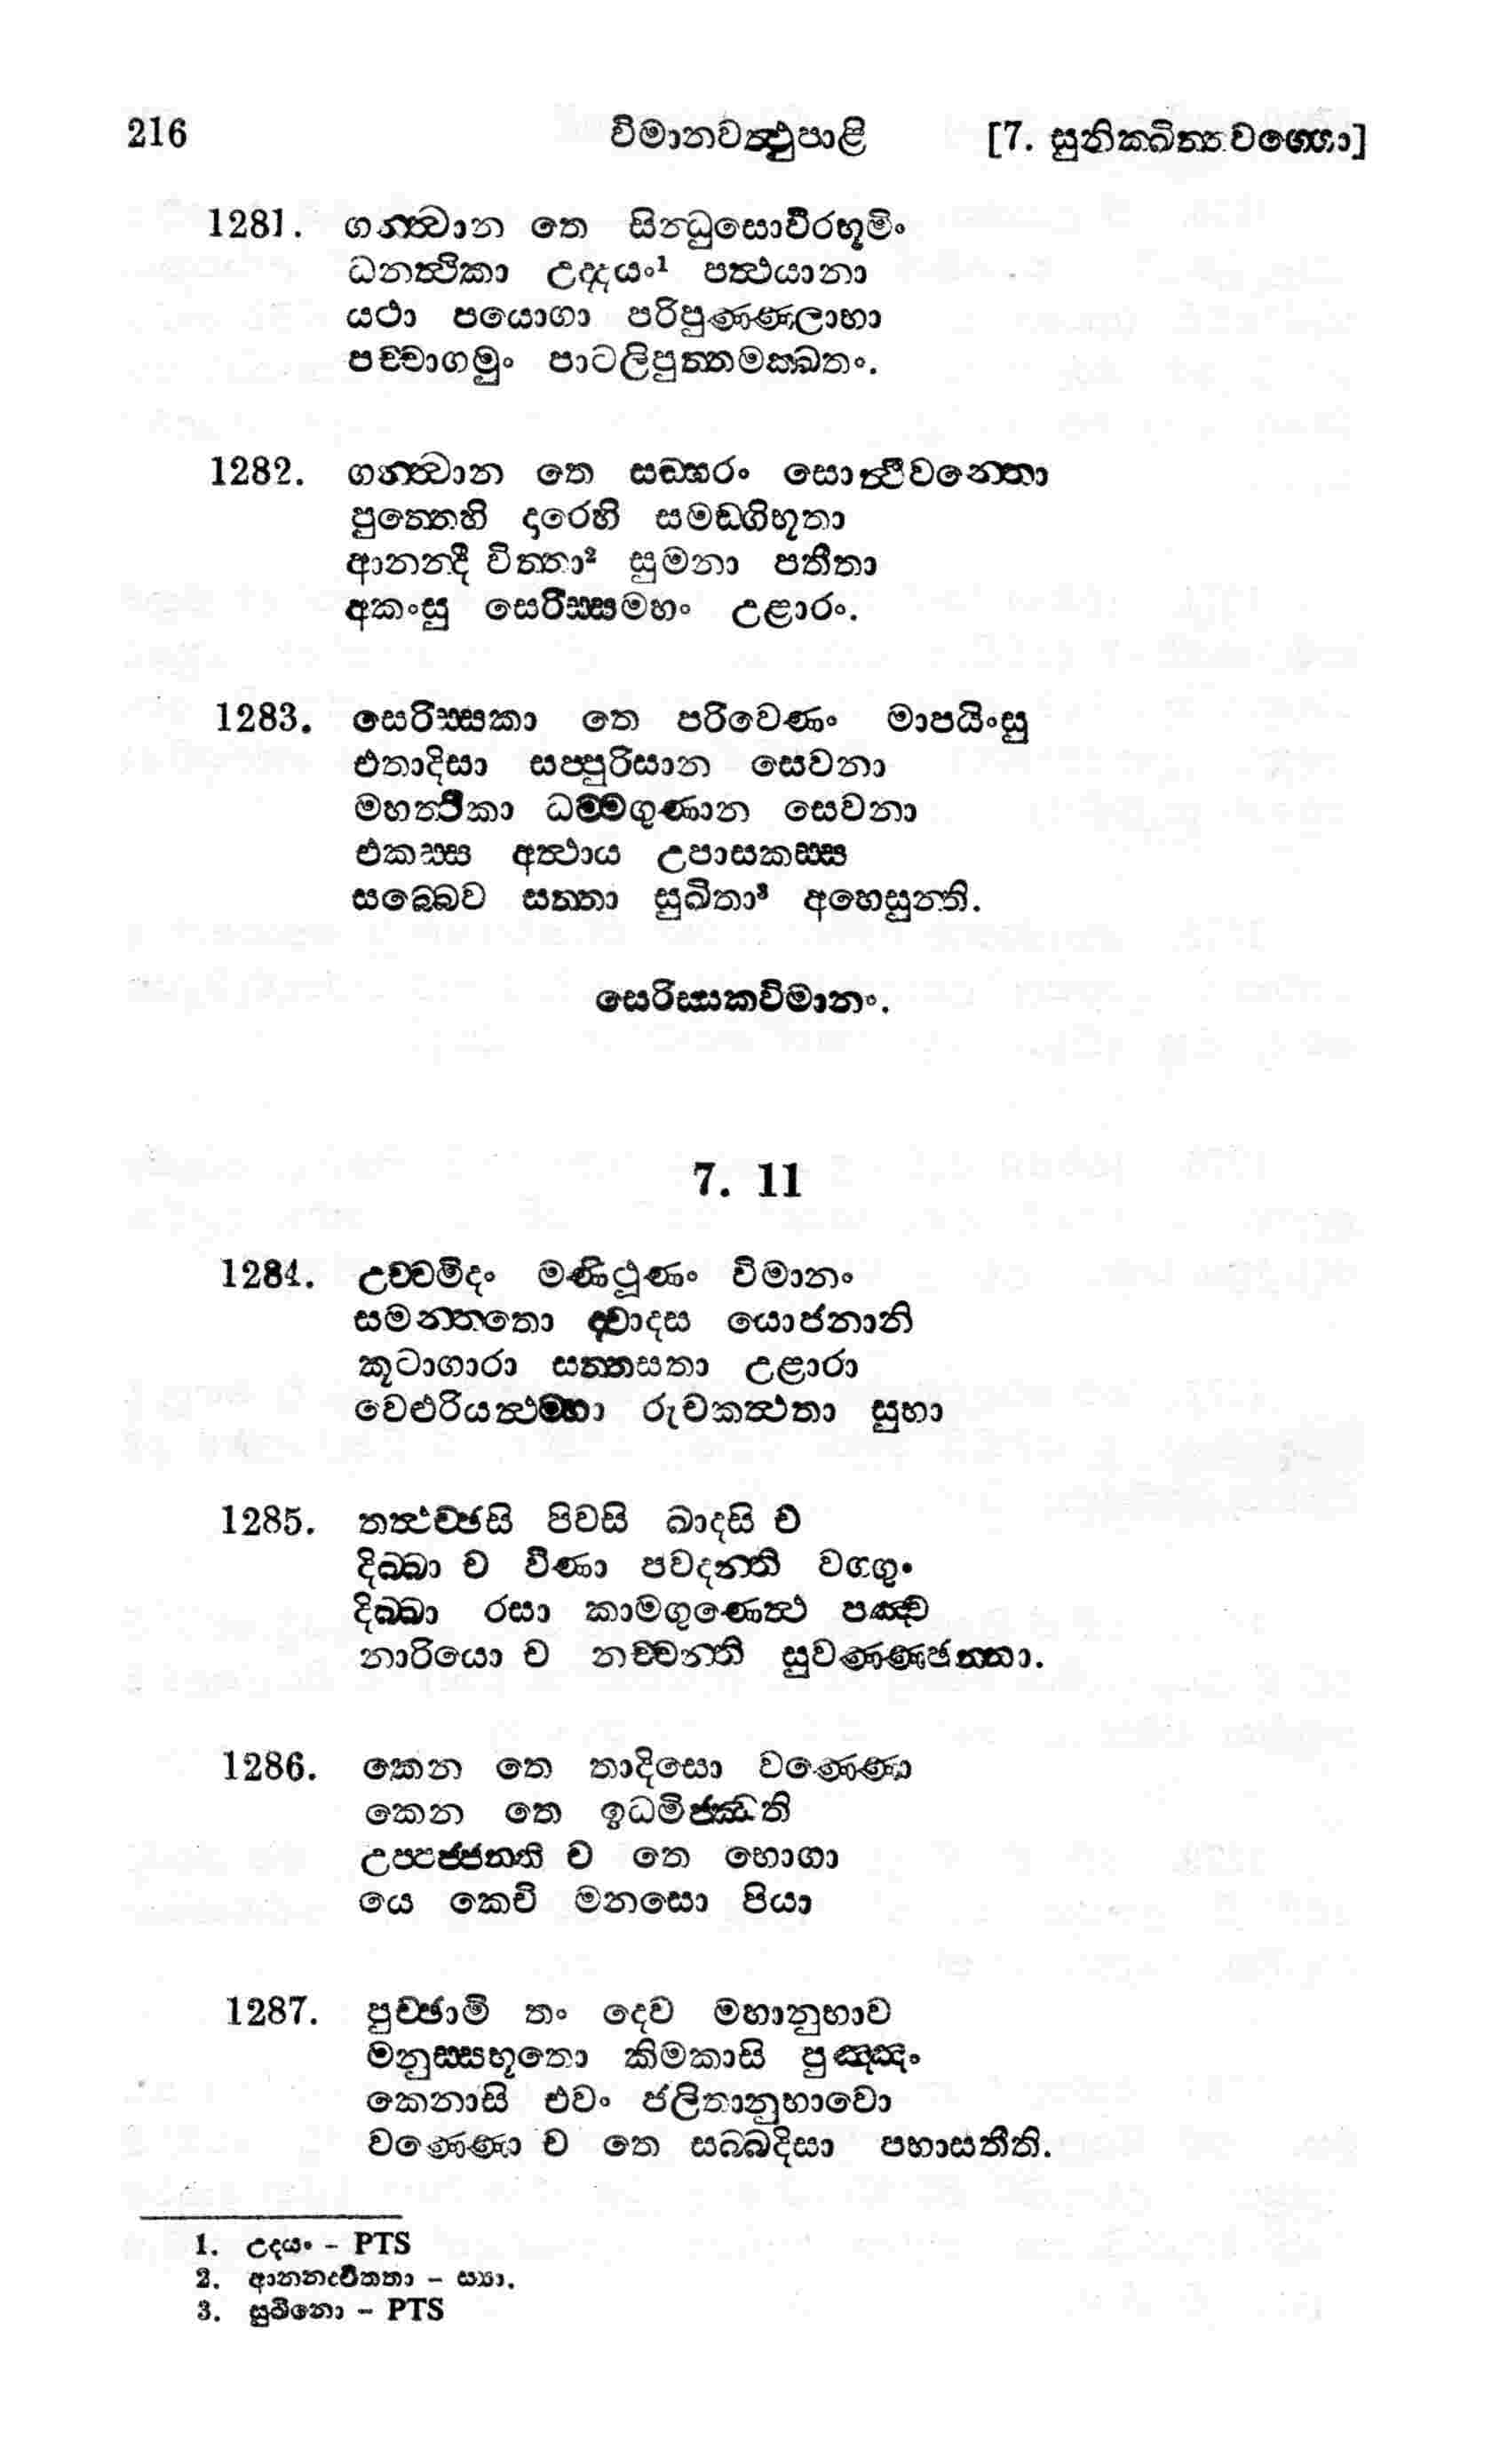 216 විමානවත්‍ථුපාළි [7. සුනික්ඛිත්තවග්ගො]
1281. ගන්ත්‍වාන තෙ සින්‍ධුසොවීරභූමිං
ධනත්‍ථිකා උද්දයං¹ පත්‍ථයානා
යථා පයොගා පරිපුණ්ණලාභා
පච්චාගමුං පාටලිපුත්තමක්ඛතං.
1282. ගන්ත්‍වාන තෙ සඞ්ඝරං සොත්‍ථිවන්තො
පුත්තෙහි දාරෙහි සමඞ්ගිභූතා
ආනන්දී විත්තා² සුමනා පතීතා
අකංසු සෙරිස්සමහං උළාරං.
1283. සෙරිස්සකා තෙ පරිවෙණං මාපයිංසු
එතාදිසා සප්පුරිසාන සෙවනා
මහත්‍ථිකා ධම්මගුණාන සෙවනා
එකස්ස අත්‍ථාය උපාසකස්ස
සබ්බෙව සත්තා සුඛිතා³ අහෙසුන්ති.
සෙරිස්සකවිමානං.
7. 11
1284. උච්චමිදං මණිථූණං විමානං
සමන්තතො ද්‍වාදස යොජනානි
කූටාගාරා සත්තසතා උළාරා
වෙළුරියත්‍ථම්භා රුචකත්‍ථතා සුභා
1285. තත්‍ථච්ඡසි පිවසි ඛාදසි ච
දිබ්බා ච වීණා පවදන්ති වග්ගු·
දිබ්බා රසා කාමගුණෙත්‍ථ පඤ්ච
නාරියො ච නච්චන්ති සුවණ්ණඡන්නා.
1286. කෙන තෙ තාදිසො වණ්ණො
කෙන තෙ ඉධමිජ්ඣති
උප්පජ්ජන්ති ච තෙ භොගා
යෙ කෙචි මනසො පියා
1287. පුච්ඡාමි තං දෙව මහානුභාව
මනුස්සභූතො කිමකාසි පුඤ්ඤං
කෙනාසි එවං ජලිතානුභාවො
වණ්ණො ච තෙ සබ්බදිසා පභාසතීති.
1. උදයං - PTS
2. ආනන්දචිත්තා - ස්‍යා.
3. සුඛිනො - PTS